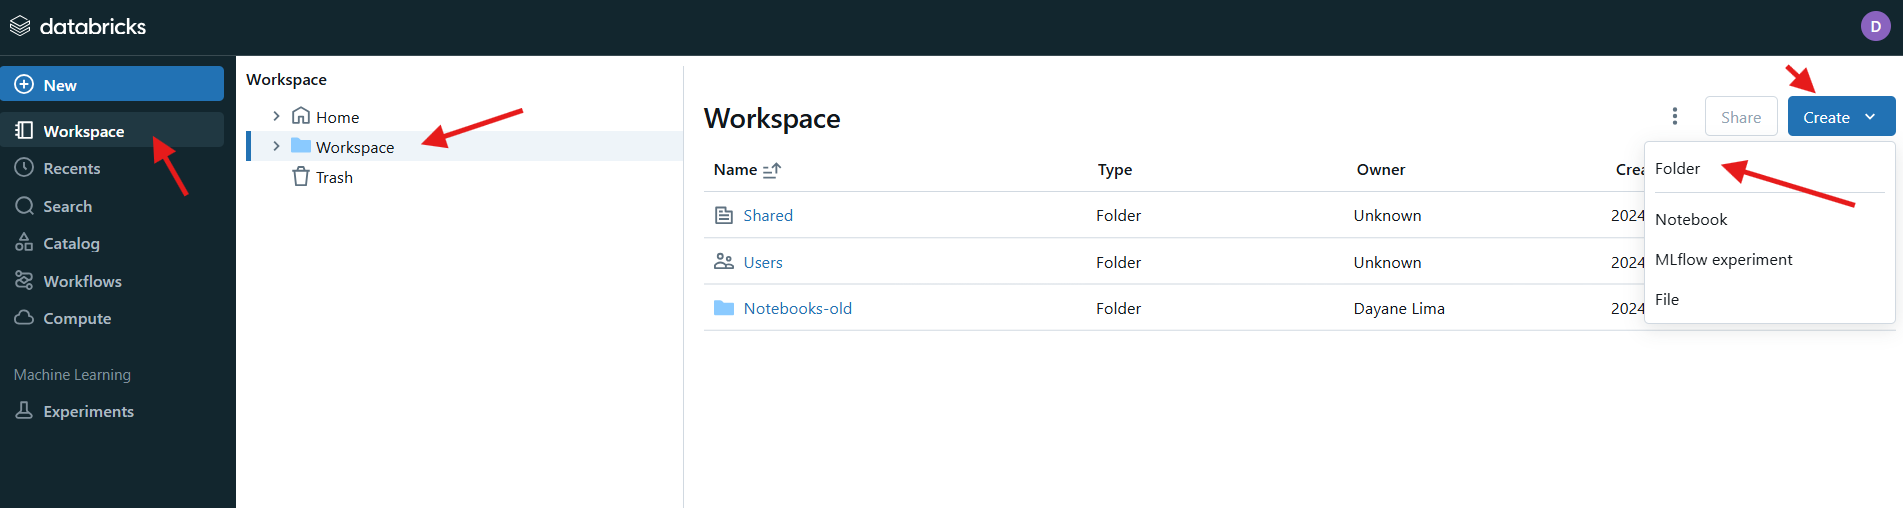 databricks
D
New
Workspace
Recents
Search
Catalog
Workflows
Compute
Machine Learning
Experiments
Workspace
Home
Workspace
Trash
Workspace
Share
Create
Name Type Owner Crea
Shared Folder Unknown 2024
Users Folder Unknown 2024
Notebooks-old Folder Dayane Lima 2024
Folder
Notebook
MLflow experiment
File